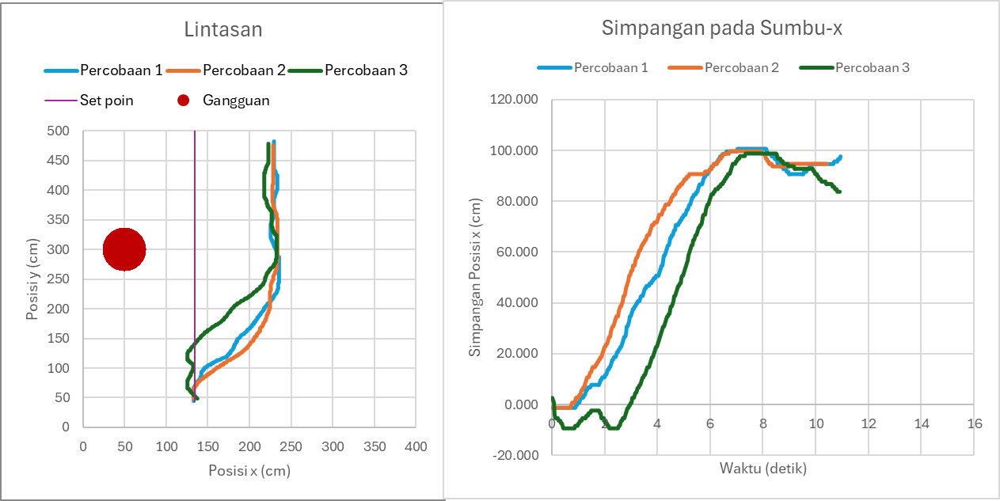 Lintasan
Percobaan 1 Percobaan 2 Percobaan 3
Set poin Gangguan
500
450
400
350
300
250
200
150
100
50
0
0 50 100 150 200 250 300 350 400
Posisi y (cm)
Posisi x (cm)
Simpangan pada Sumbu-x
Percobaan 1 Percobaan 2 Percobaan 3
120.000
100.000
80.000
60.000
40.000
20.000
0.000
-20.000
0 2 4 6 8 10 12 14 16
Simpangan Posisi x (cm)
Waktu (detik)